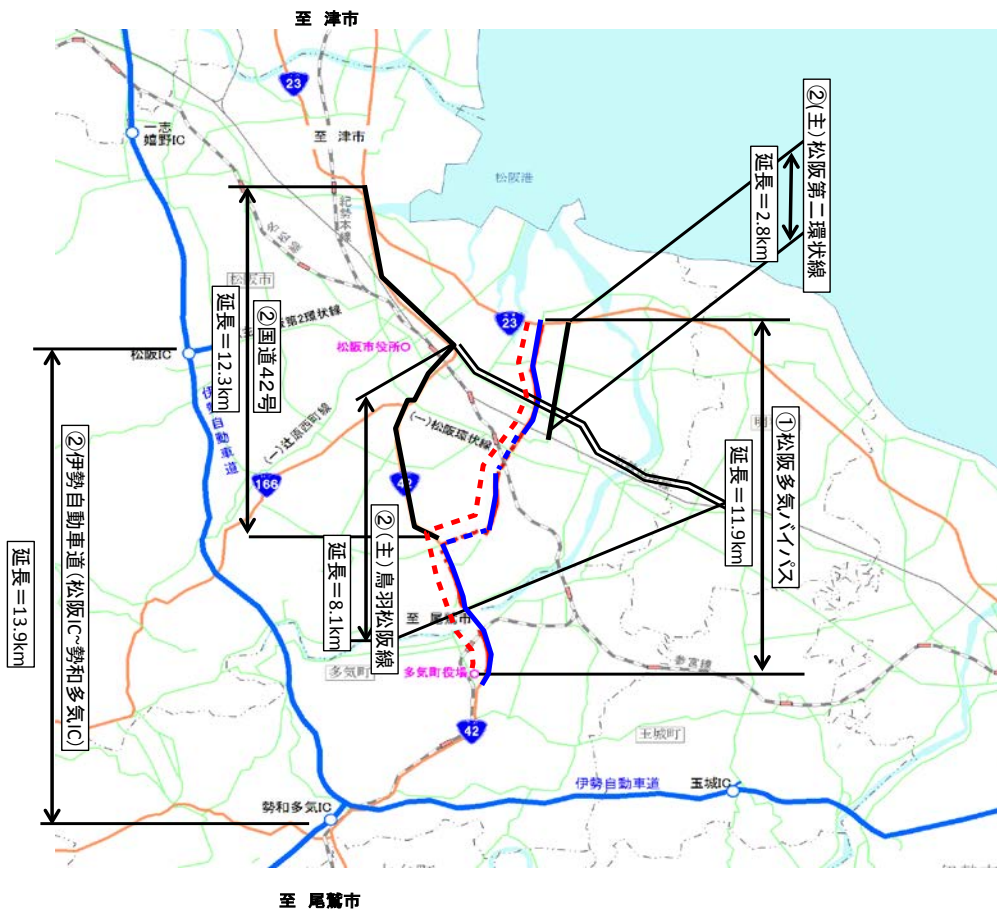 至 津市
23
一志
嬉野IC
至 津市
松阪港
紀勢本線
名松線
松阪市
②(主)松阪第二環状線
延長＝2.8km
②国道42号
延長＝12.3km
阪第2環状線
松阪市役所
松阪IC
23
伊勢自動車道
(一)辻原西町線
(一)松阪環状線
166
42
①松阪多気バイパス
延長＝11.9km
明
②(主)鳥羽松阪線
延長＝8.1km
②伊勢自動車道(松阪IC~勢和多気IC)
延長＝13.9km
至 尾鷲市
多気町
多気町役場
参宮線
42
玉城町
伊勢自動車道
玉城IC
勢和多気IC
至 尾鷲市